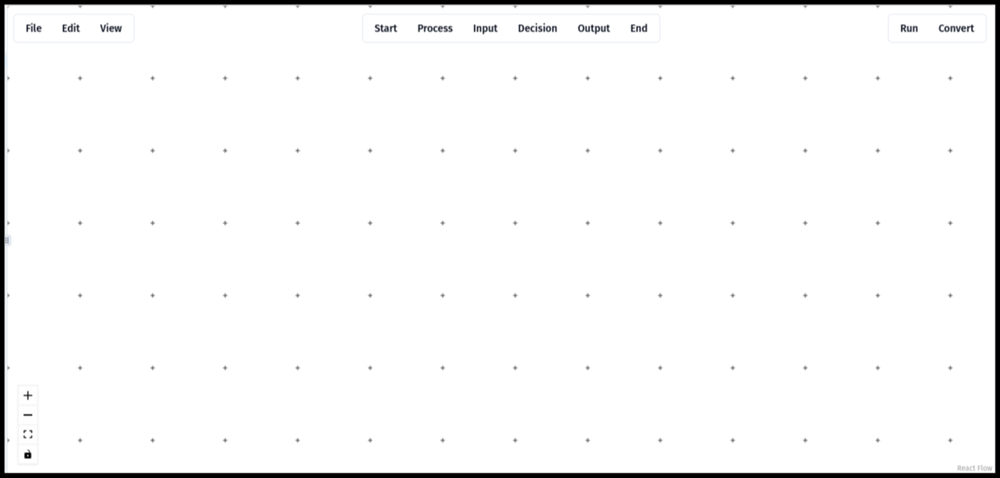 File Edit View
Start Process Input Decision Output End
Run Convert
React Flow